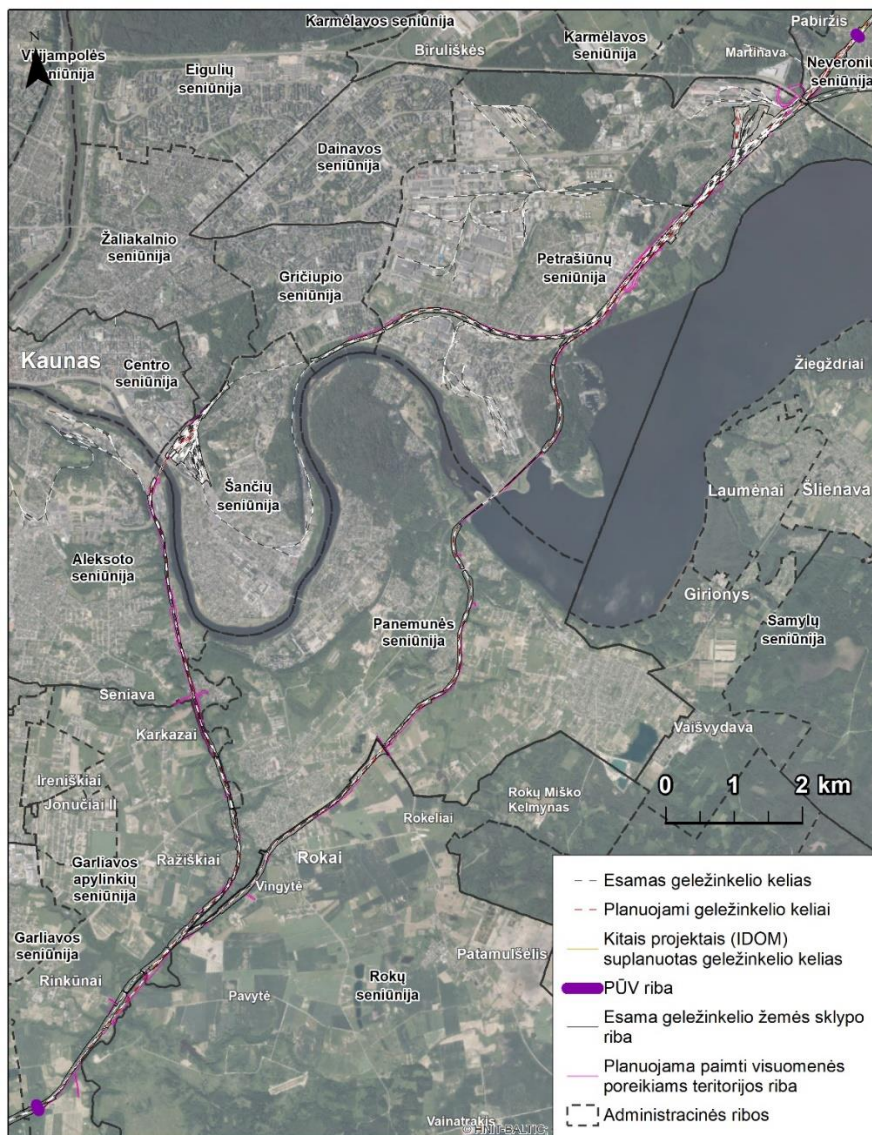 Karmėlavos seniūnija
Pabiržis
Biruliškės
Karmėlavos
seniūnija
Martinava
N
Vilijampolės
seniūnija
Eigulių
seniūnija
Neveronių
seniūnija
Dainavos
seniūnija
Žaliakalnio
seniūnija
Petrašiūnų
seniūnija
Gričiupio
seniūnija
Kaunas
Centro
seniūnija
Žiegždriai
Šančių
seniūnija
Laumėnai
Šlienava
Aleksoto
seniūnija
Girionys
Panemunės
seniūnija
Samylų
seniūnija
Seniava
Vaišvydava
Karkazai
Ireniškiai
0 1 2 km
Jonučiai II
Rokų Miško
Kelmynas
Rokeliai
Garliavos
apylinkių
seniūnija
Ražiškiai
Rokai
Vingytė
Garliavos
seniūnija
Patamulšėlis
Rinkūnai
Rokų
seniūnija
Pavytė
Vainatrakis
© HNIT-BALTIC;
Esamas geležinkelio kelias
Planuojami geležinkelio keliai
Kitais projektais (IDOM)
suplanuotas geležinkelio kelias
PŪV riba
Esama geležinkelio žemės sklypo
riba
Planuojama paimti visuomenės
poreikiams teritorijos riba
Administracinės ribos